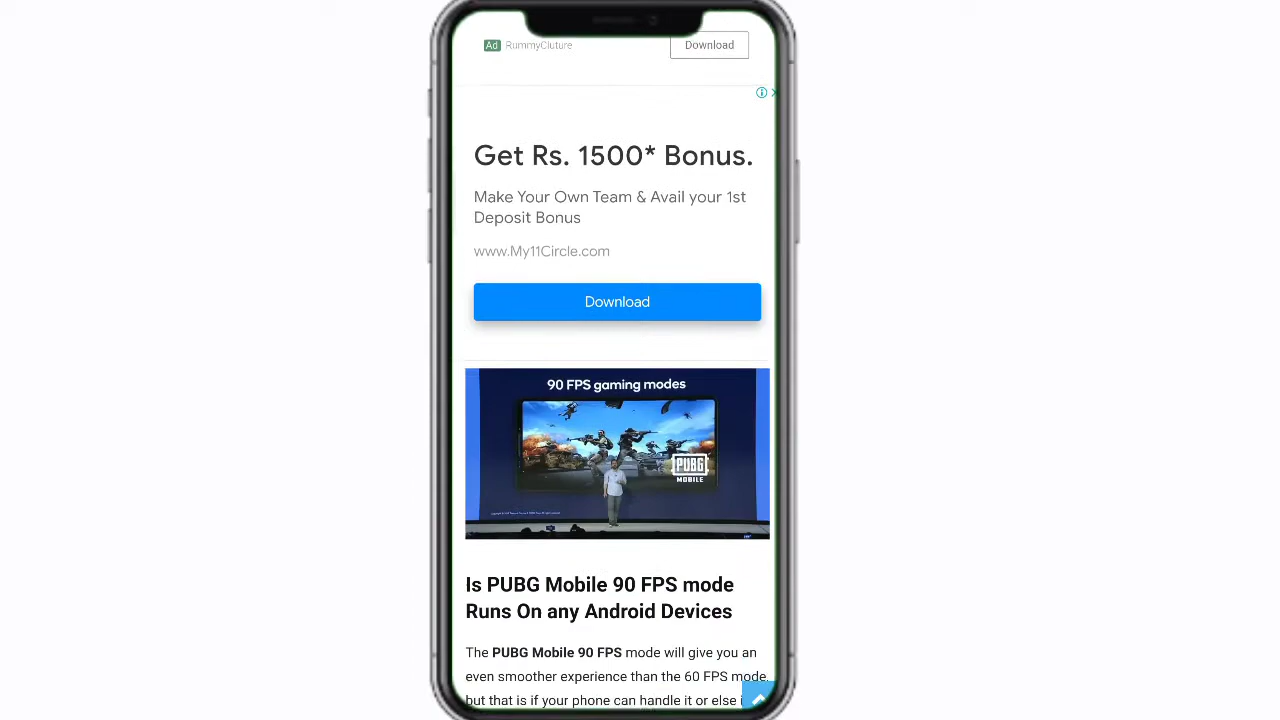 Ad RummyCluture
Download
Get Rs. 1500* Bonus.
Make Your Own Team & Avail your 1st
Deposit Bonus
www.My11Circle.com
Download
90 FPS gaming modes
PUBG
MOBILE
Is PUBG Mobile 90 FPS mode
Runs On any Android Devices
The PUBG Mobile 90 FPS mode will give you an
even smoother experience than the 60 FPS mode,
but that is if your phone can handle it or else